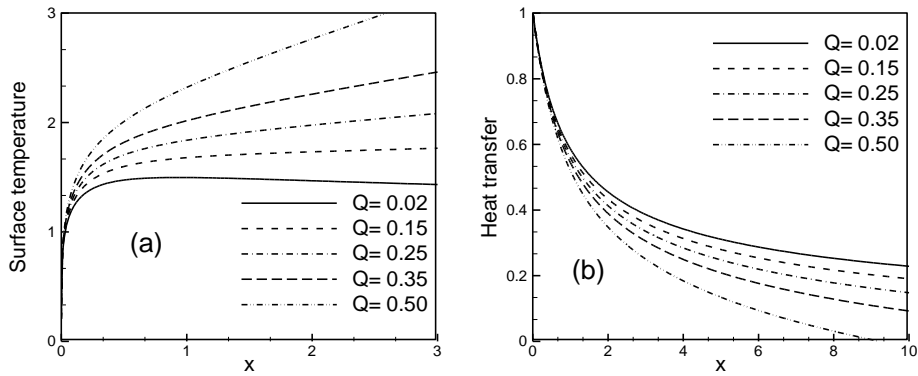 Surface temperature
3
2
1
0
(a)
Q= 0.02
Q= 0.15
Q= 0.25
Q= 0.35
Q= 0.50
0 1 2 3
x
Heat transfer
1
0.8
0.6
0.4
0.2
0
(b)
Q= 0.02
Q= 0.15
Q= 0.25
Q= 0.35
Q= 0.50
0 2 4 6 8 10
x